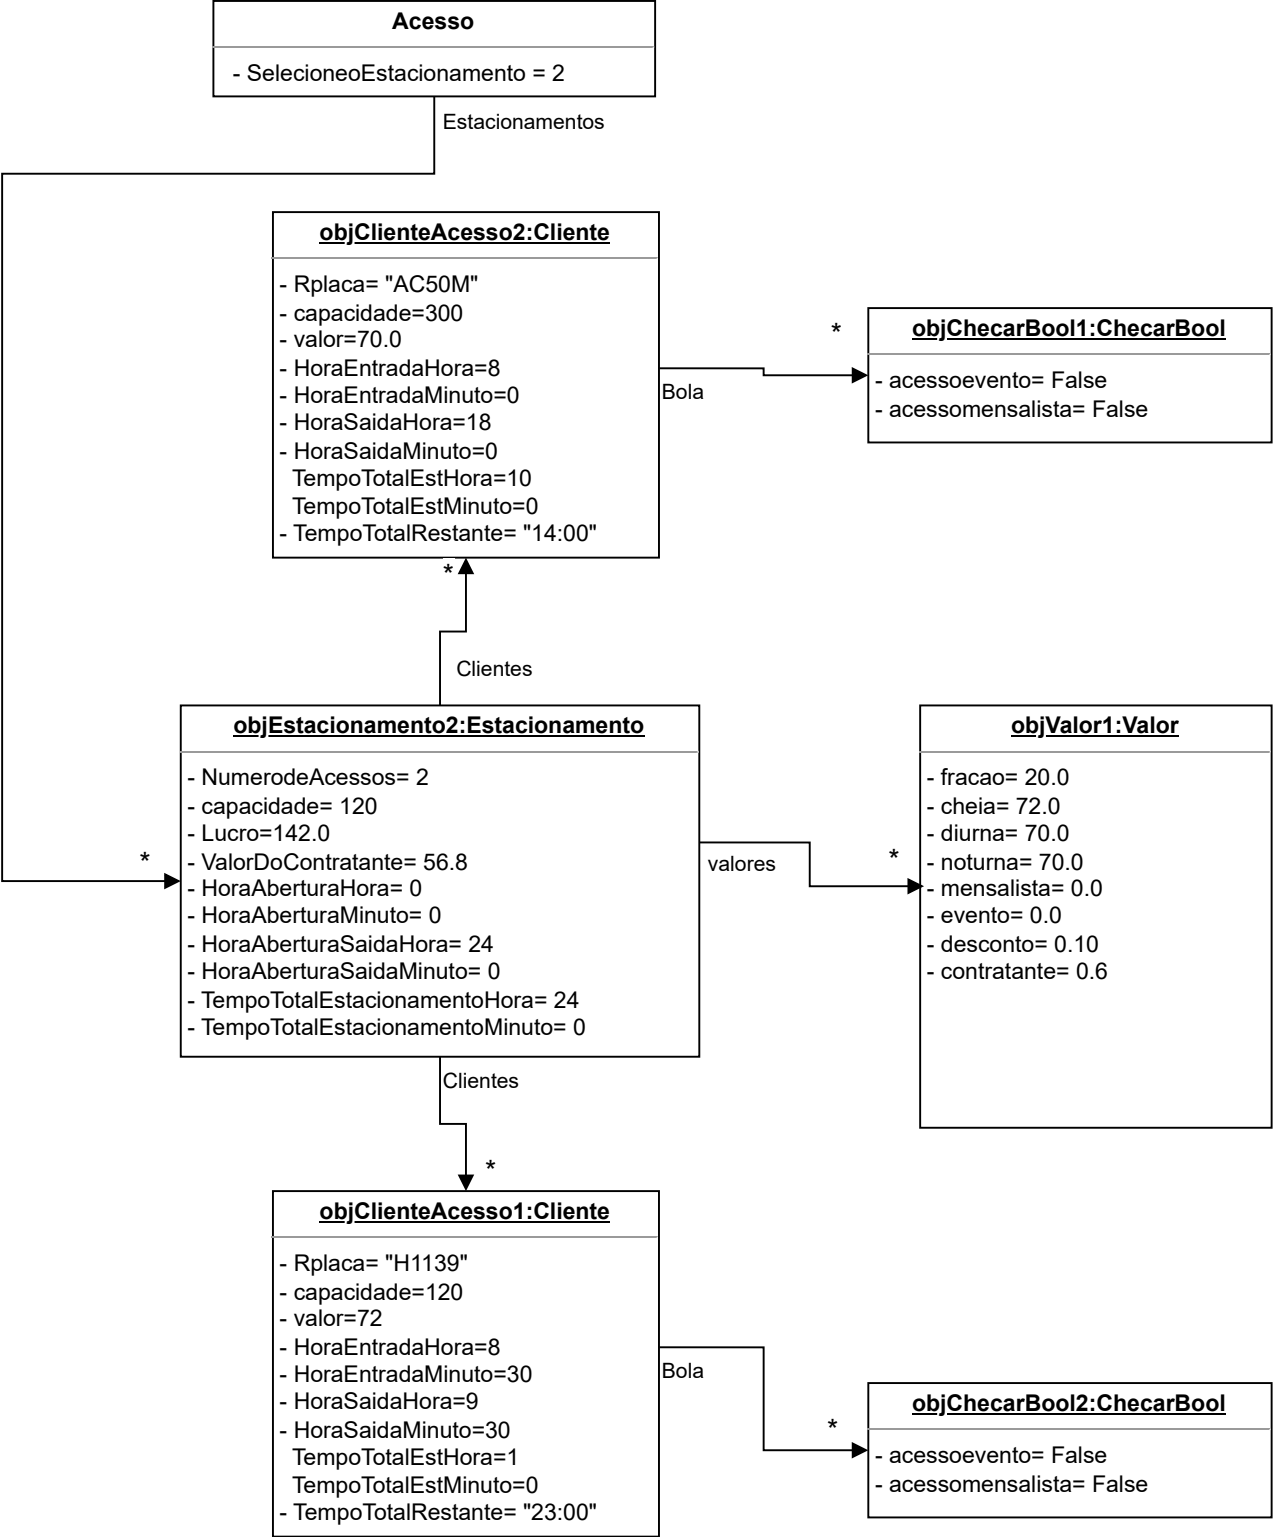 Acesso
- SelecioneoEstacionamento = 2
Estacionamentos
objClienteAcesso2:Cliente
- Rplaca= "AC50M"
- capacidade=300
- valor=70.0
- HoraEntradaHora=8
- HoraEntradaMinuto=0
- HoraSaidaHora=18
- HoraSaidaMinuto=0
TempoTotalEstHora=10
TempoTotalEstMinuto=0
- TempoTotalRestante= "14:00"
Bola
*
objChecarBool1:ChecarBool
- acessoevento= False
- acessomensalista= False
*
Clientes
objEstacionamento2:Estacionamento
- NumerodeAcessos= 2
- capacidade= 120
- Lucro=142.0
- ValorDoContratante= 56.8
- HoraAberturaHora= 0
- HoraAberturaMinuto= 0
- HoraAberturaSaidaHora= 24
- HoraAberturaSaidaMinuto= 0
- TempoTotalEstacionamentoHora= 24
- TempoTotalEstacionamentoMinuto= 0
*
valores
*
objValor1:Valor
- fracao= 20.0
- cheia= 72.0
- diurna= 70.0
- noturna= 70.0
- mensalista= 0.0
- evento= 0.0
- desconto= 0.10
- contratante= 0.6
Clientes
*
objClienteAcesso1:Cliente
- Rplaca= "H1139"
- capacidade=120
- valor=72
- HoraEntradaHora=8
- HoraEntradaMinuto=30
- HoraSaidaHora=9
- HoraSaidaMinuto=30
TempoTotalEstHora=1
TempoTotalEstMinuto=0
- TempoTotalRestante= "23:00"
Bola
*
objChecarBool2:ChecarBool
- acessoevento= False
- acessomensalista= False